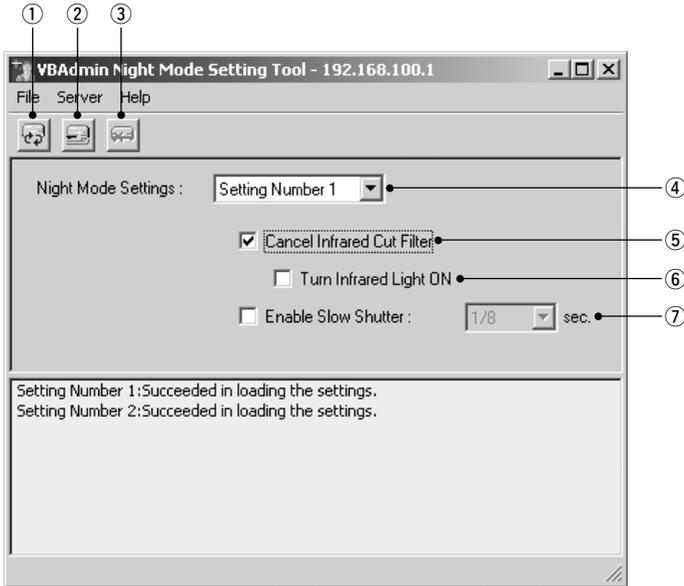 ① ② ③
VBAdmin Night Mode Setting Tool - 192.168.100.1
File Server Help
Night Mode Settings : Setting Number 1 ④
Cancel Infrared Cut Filter ⑤
Turn Infrared Light ON ⑥
Enable Slow Shutter : 1/8 sec. ⑦
Setting Number 1:Succeeded in loading the settings.
Setting Number 2:Succeeded in loading the settings.